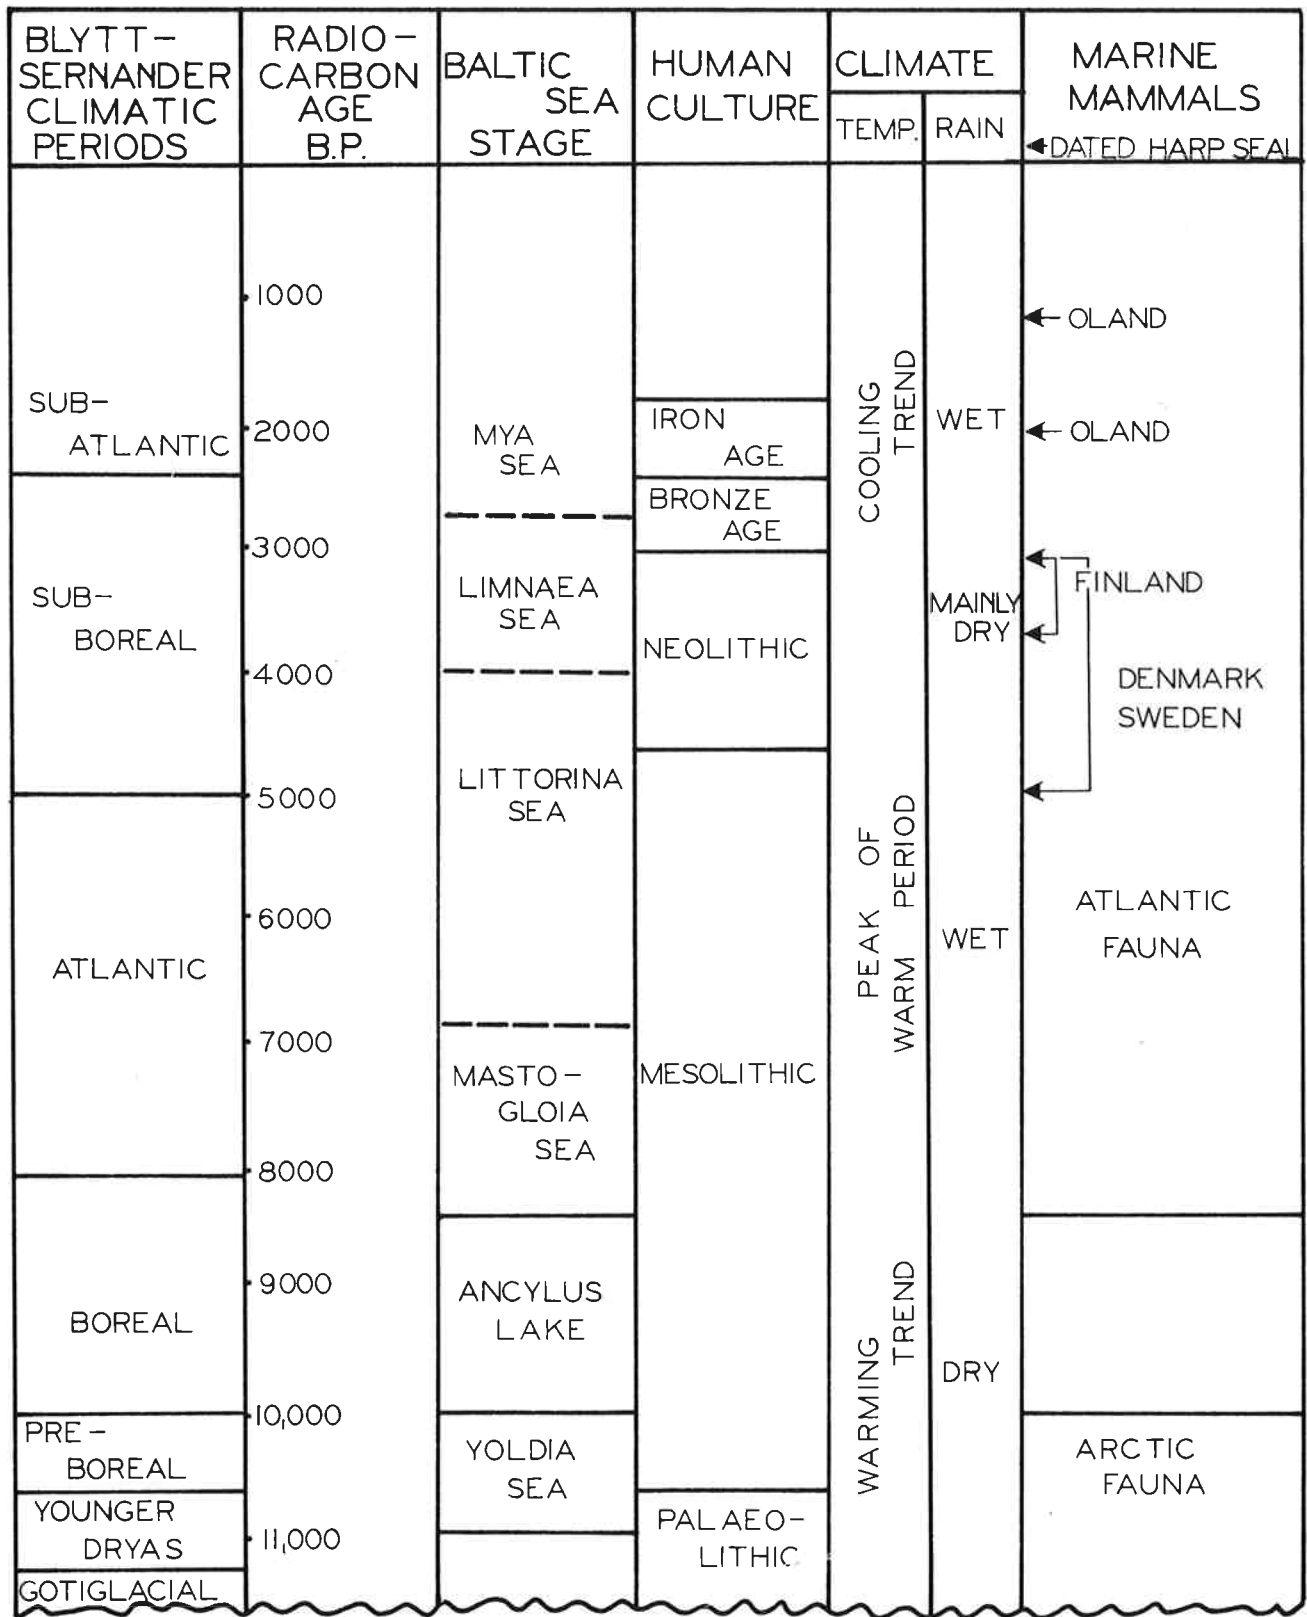 BLYTT-
SERNANDER
CLIMATIC
PERIODS
RADIO-
CARBON
AGE
B.P.
BALTIC
SEA
STAGE
HUMAN
CULTURE
CLIMATE
TEMP.
RAIN
MARINE
MAMMALS
DATED HARP SEAL
SUB-
ATLANTIC
SUB-
BOREAL
ATLANTIC
BOREAL
PRE-
BOREAL
YOUNGER
DRYAS
GOTIGLACIAL
1000
2000
3000
4000
5000
6000
7000
8000
9000
10,000
11,000
MYA
SEA
LIMNAEA
SEA
LITTORINA
SEA
MASTO-
GLOIA
SEA
ANCYLUS
LAKE
YOLDIA
SEA
IRON
AGE
BRONZE
AGE
NEOLITHIC
MESOLITHIC
PALAEO-
LITHIC
COOLING
TREND
PEAK OF
WARM PERIOD
WARMING
TREND
WET
MAINLY
DRY
WET
DRY
OLAND
OLAND
FINLAND
DENMARK
SWEDEN
ATLANTIC
FAUNA
ARCTIC
FAUNA